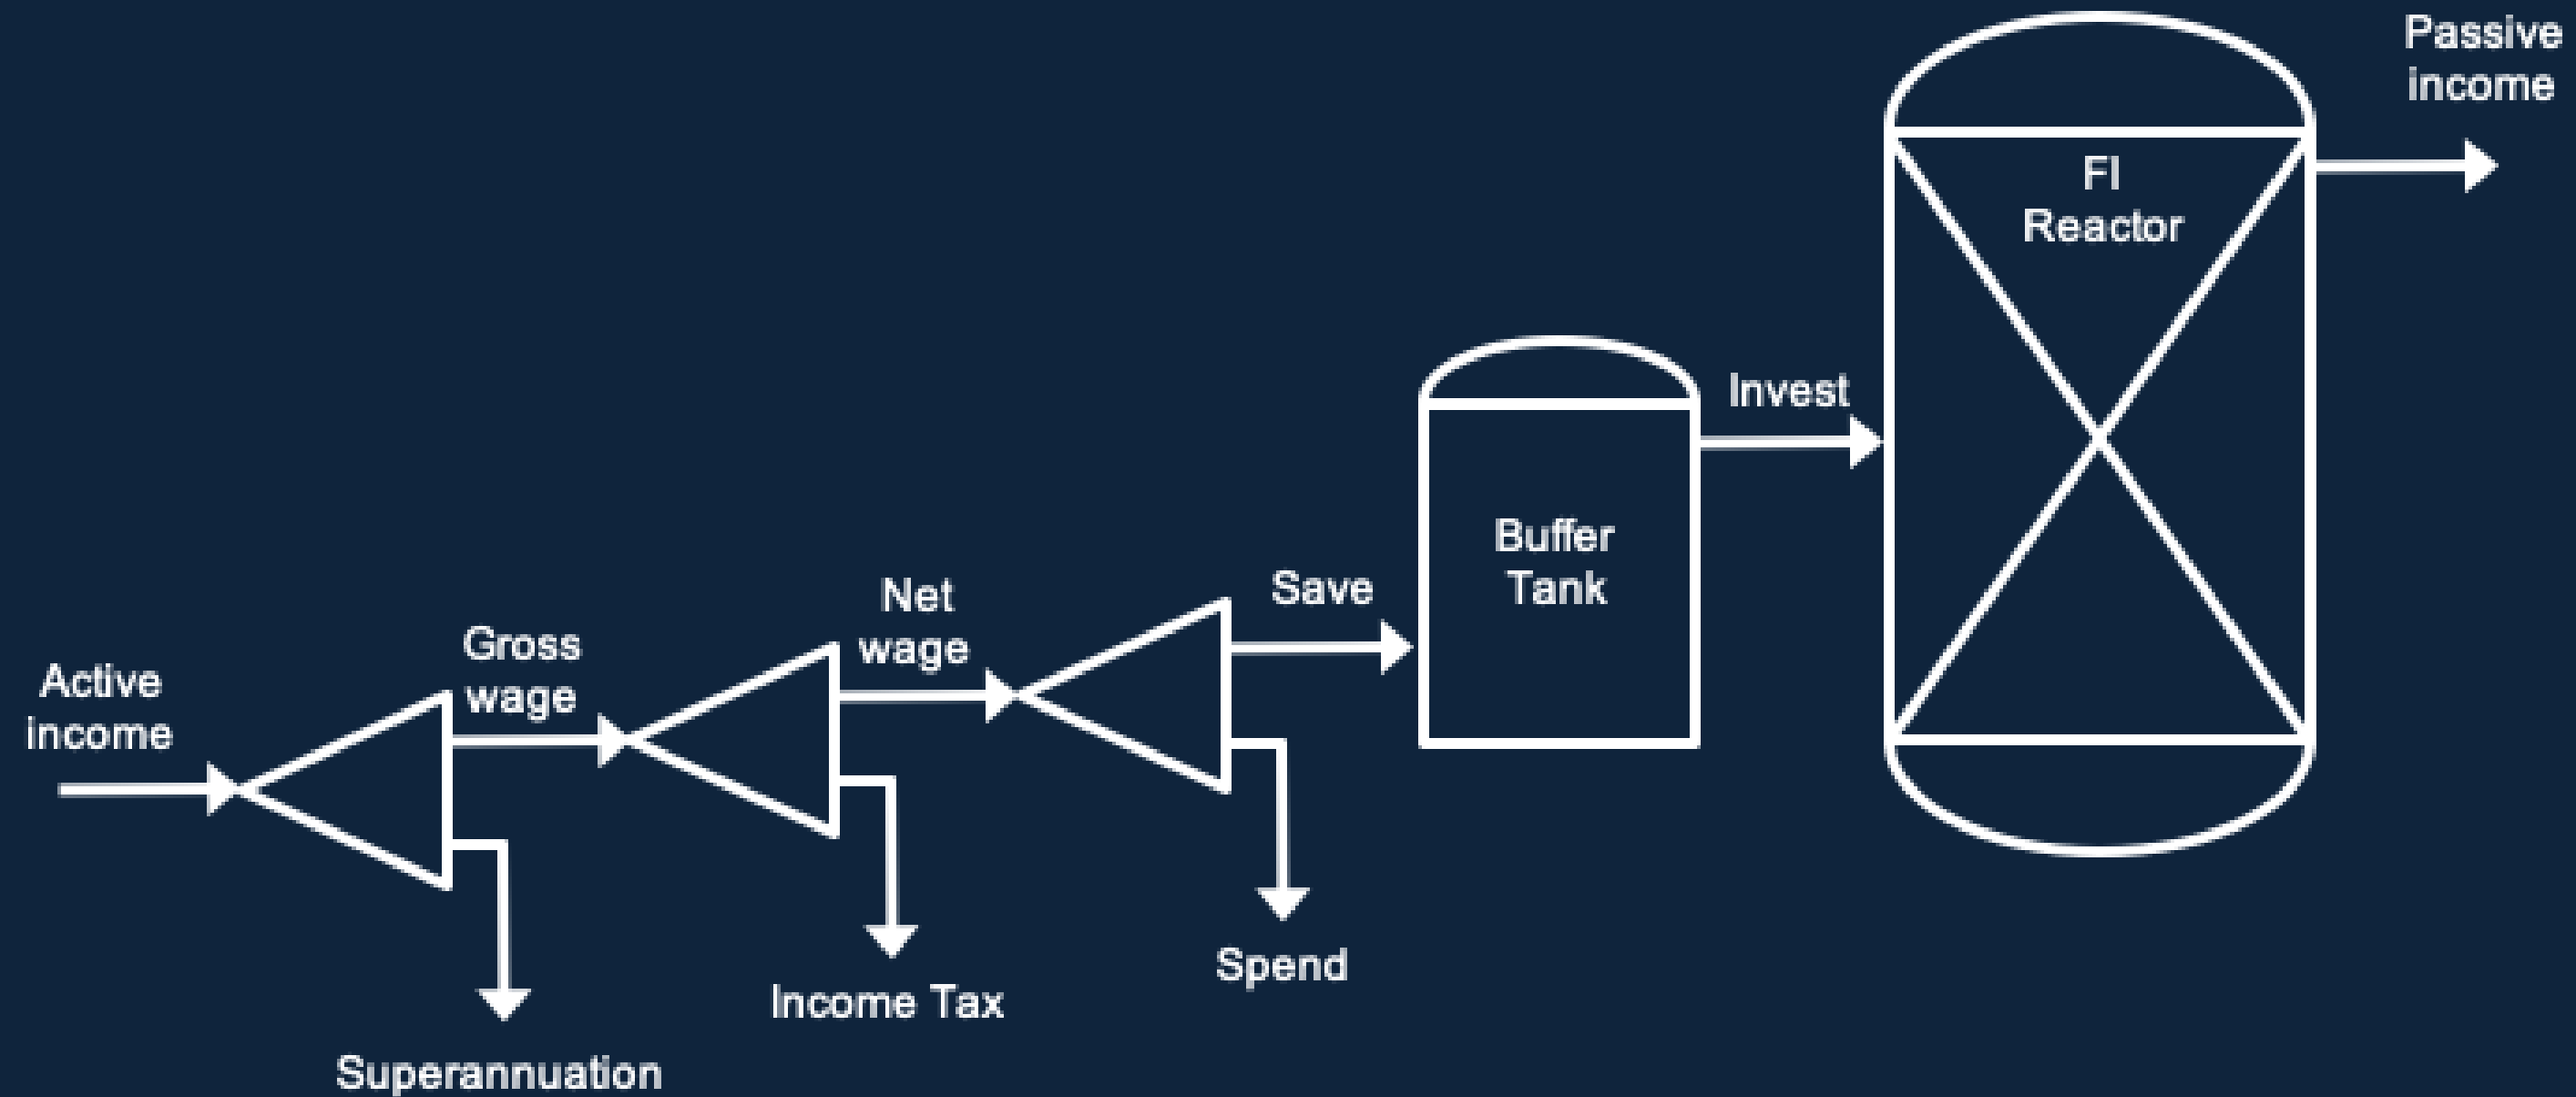 Active
income
Gross
wage
Net
wage
Save
Buffer
Tank
Invest
FI
Reactor
Passive
income
Superannuation
Income Tax
Spend